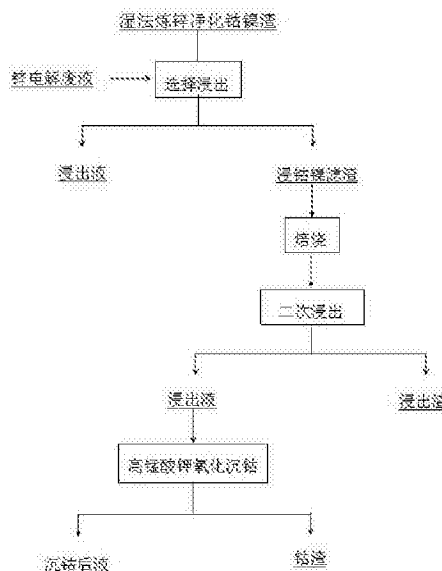 湿法炼锌净化钴镍渣
锌电解废液
选择浸出
浸出液
浸钴镍滤渣
焙烧
二次浸出
浸出液
浸出渣
高锰酸钾氧化沉钴
沉钴后液
钴渣